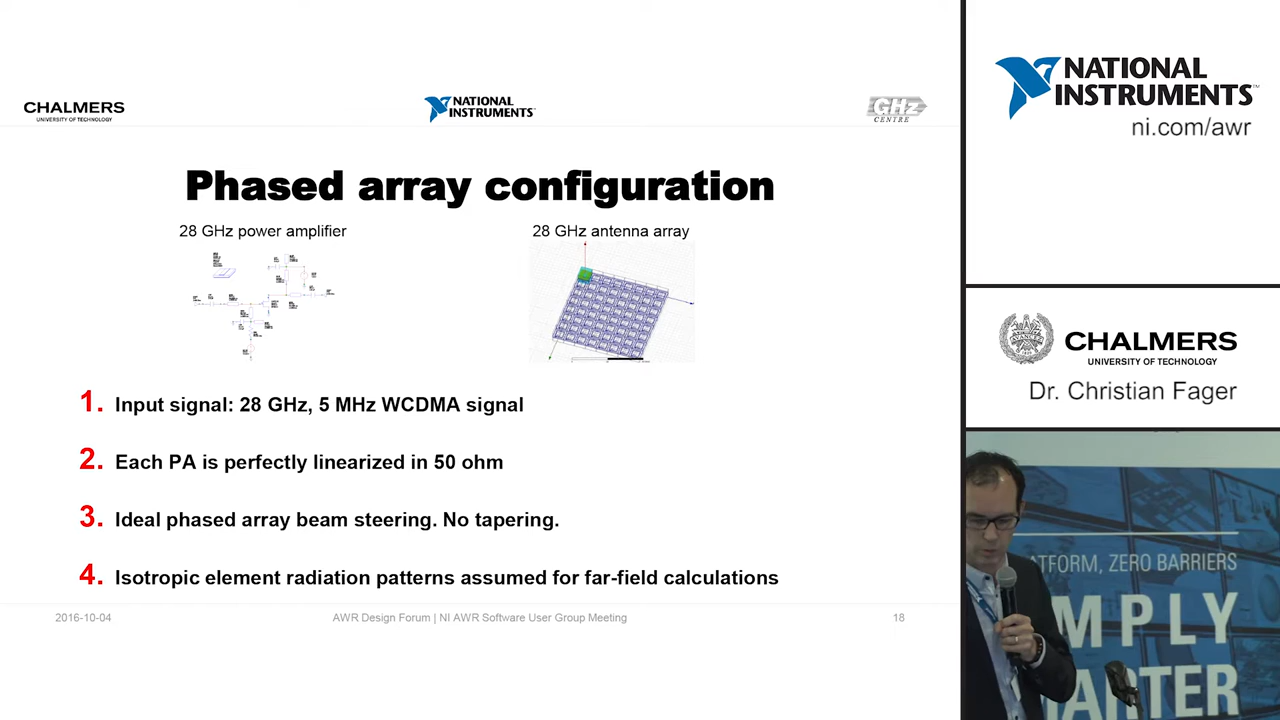 CHALMERS
UNIVERSITY OF TECHNOLOGY
NATIONAL
INSTRUMENTS
GHz
CENTRE
Phased array configuration
28 GHz power amplifier
28 GHz antenna array
1. Input signal: 28 GHz, 5 MHz WCDMA signal
2. Each PA is perfectly linearized in 50 ohm
3. Ideal phased array beam steering. No tapering.
4. Isotropic element radiation patterns assumed for far-field calculations
2016-10-04
AWR Design Forum | NI AWR Software User Group Meeting
18
NATIONAL
INSTRUMENTS™
ni.com/awr
CHALMERS
UNIVERSITY OF TECHNOLOGY
Dr. Christian Fager
ATFORM, ZERO BARRIERS
MPLY
ARTER